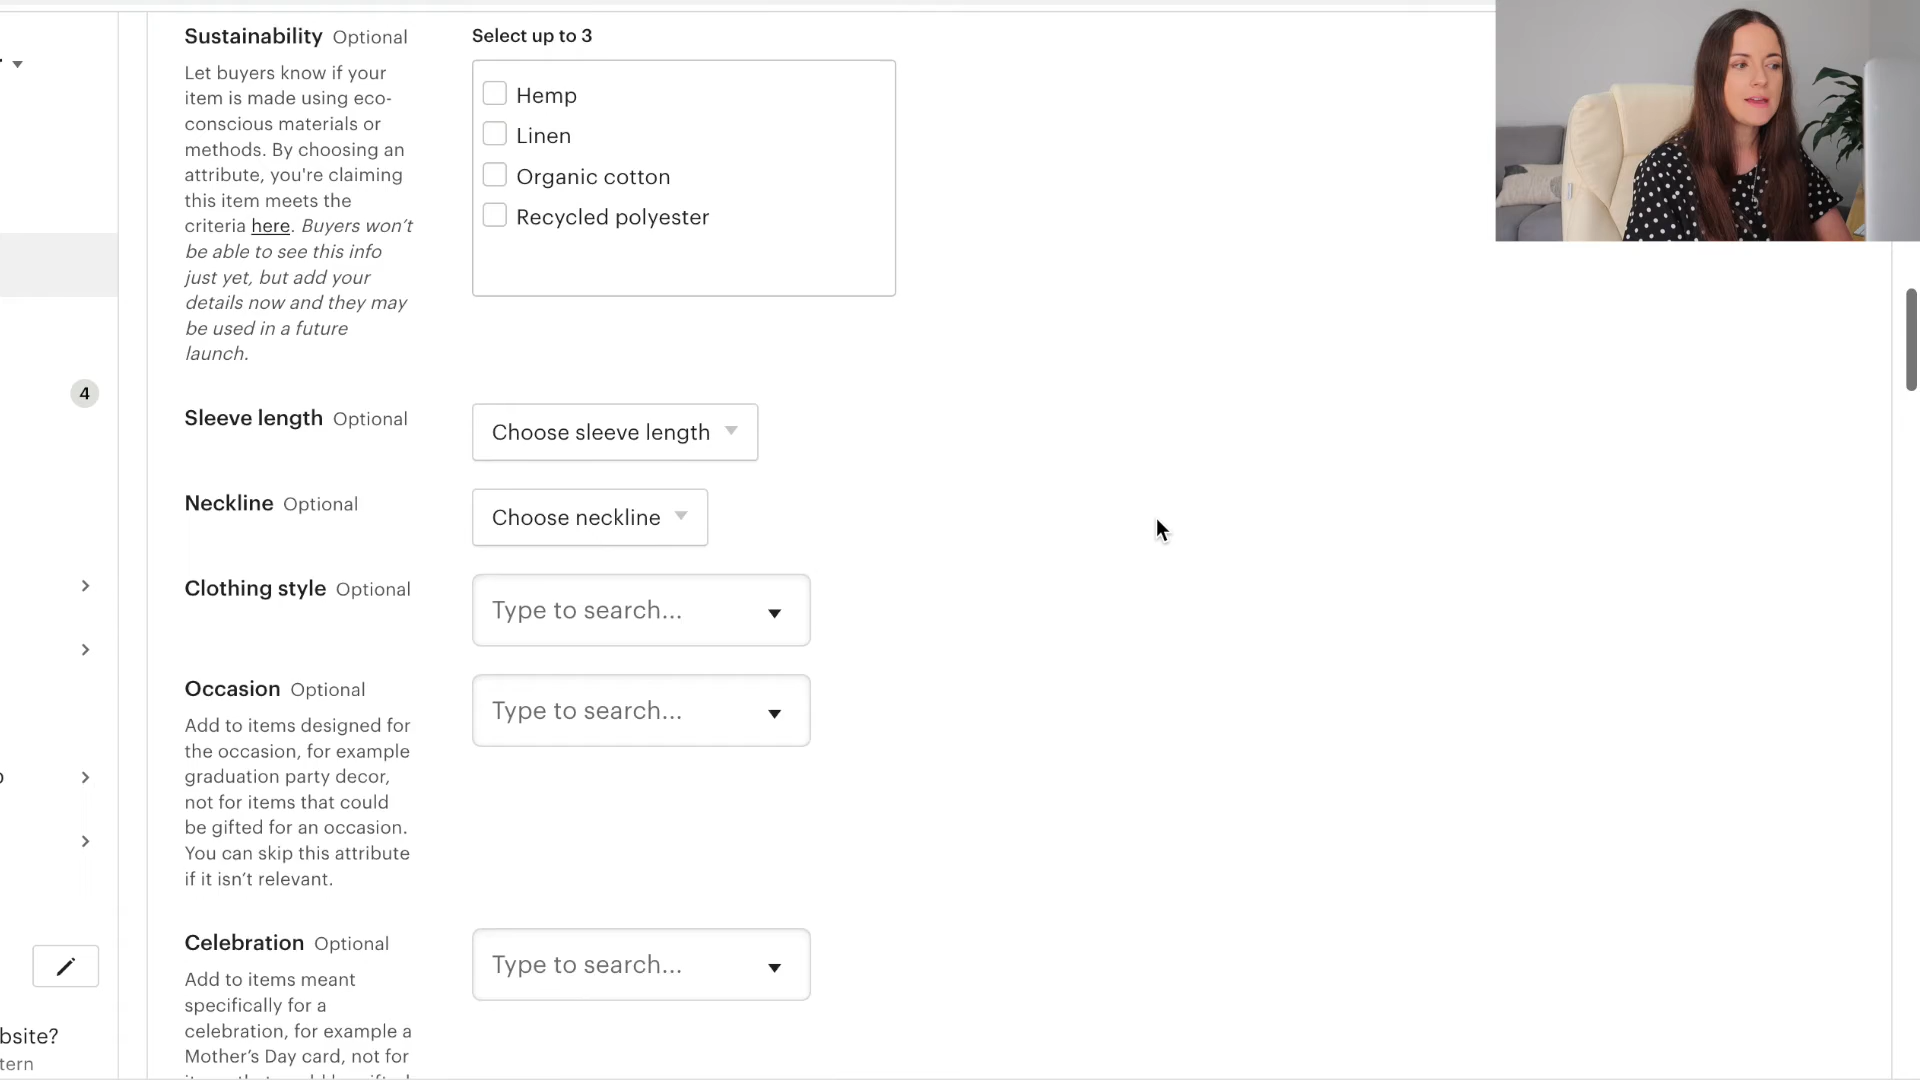 Sustainability Optional
Let buyers know if your
item is made using eco-
conscious materials or
methods. By choosing an
attribute, you're claiming
this item meets the
criteria here. Buyers won't
be able to see this info
just yet, but add your
details now and they may
be used in a future
launch.
Select up to 3
Hemp
Linen
Organic cotton
Recycled polyester
4
Sleeve length Optional
Choose sleeve length
Neckline Optional
Choose neckline
Clothing style Optional
Type to search...
Occasion Optional
Add to items designed for
the occasion, for example
graduation party decor,
not for items that could
be gifted for an occasion.
You can skip this attribute
if it isn't relevant.
Type to search...
Celebration Optional
Add to items meant
specifically for a
celebration, for example a
Mother's Day card, not for
Type to search...
bsite?
tern